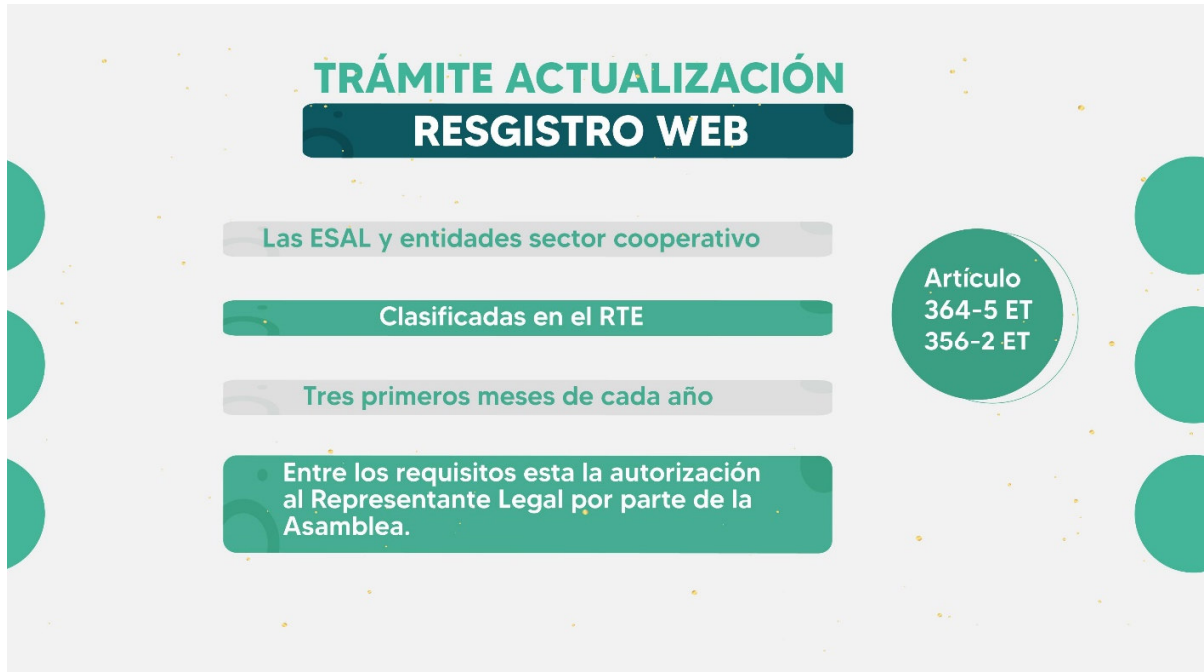 TRÁMITE ACTUALIZACIÓN
RESGISTRO WEB
Las ESAL y entidades sector cooperativo
Clasificadas en el RTE
Tres primeros meses de cada año
Entre los requisitos esta la autorización
al Representante Legal por parte de la
Asamblea.
Artículo
364-5 ET
356-2 ET